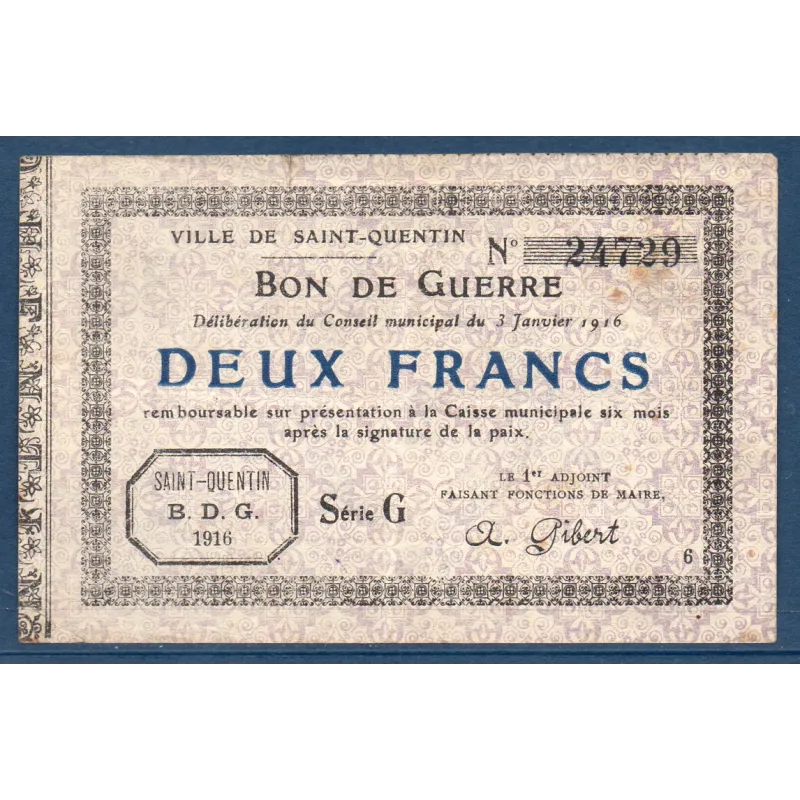 VILLE DE SAINT-QUENTIN
N° 24729
BON DE GUERRE
Délibération du Conseil municipal du 3 Janvier 1916
DEUX FRANCS
remboursable sur présentation à la Caisse municipale six mois
après la signature de la paix.
SAINT-QUENTIN
B. D. G.
1916
Série G
LE 1er ADJOINT
FAISANT FONCTIONS DE MAIRE,
A. Gibert
6